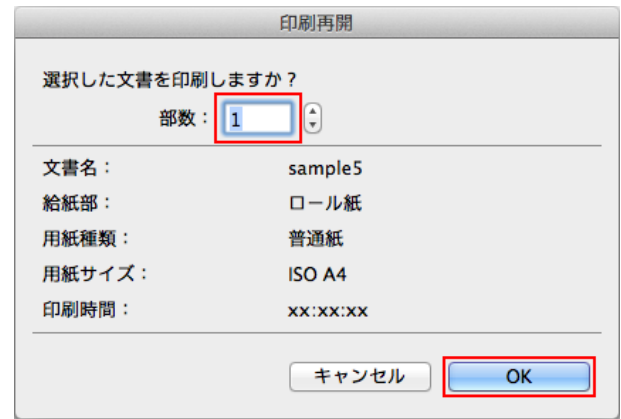 印刷再開
選択した文書を印刷しますか？
部数： 1
文書名： sample5
給紙部： ロール紙
用紙種類： 普通紙
用紙サイズ： ISO A4
印刷時間： xx:xx:xx
キャンセル OK